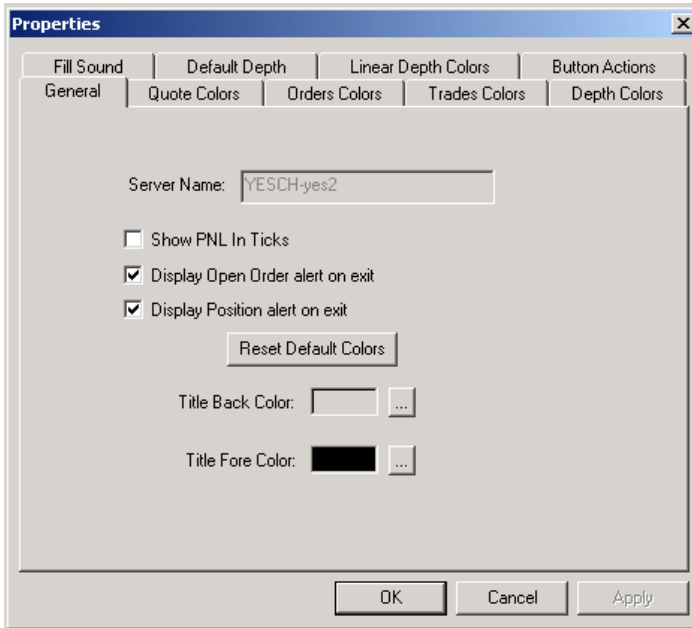 Properties
Fill Sound Default Depth Linear Depth Colors Button Actions
General Quote Colors Orders Colors Trades Colors Depth Colors
Server Name: YESCH-yes2
Show PNL In Ticks
Display Open Order alert on exit
Display Position alert on exit
Reset Default Colors
Title Back Color: ...
Title Fore Color: ...
OK Cancel Apply